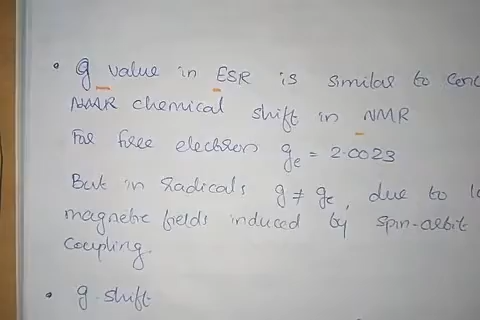 • g value in ESR is similar to
NMR chemical shift in NMR
For free electron gₑ = 2.0023
But in radicals g ≠ gₑ, due to
magnetic fields induced by spin-orbit
coupling.
• g-shift